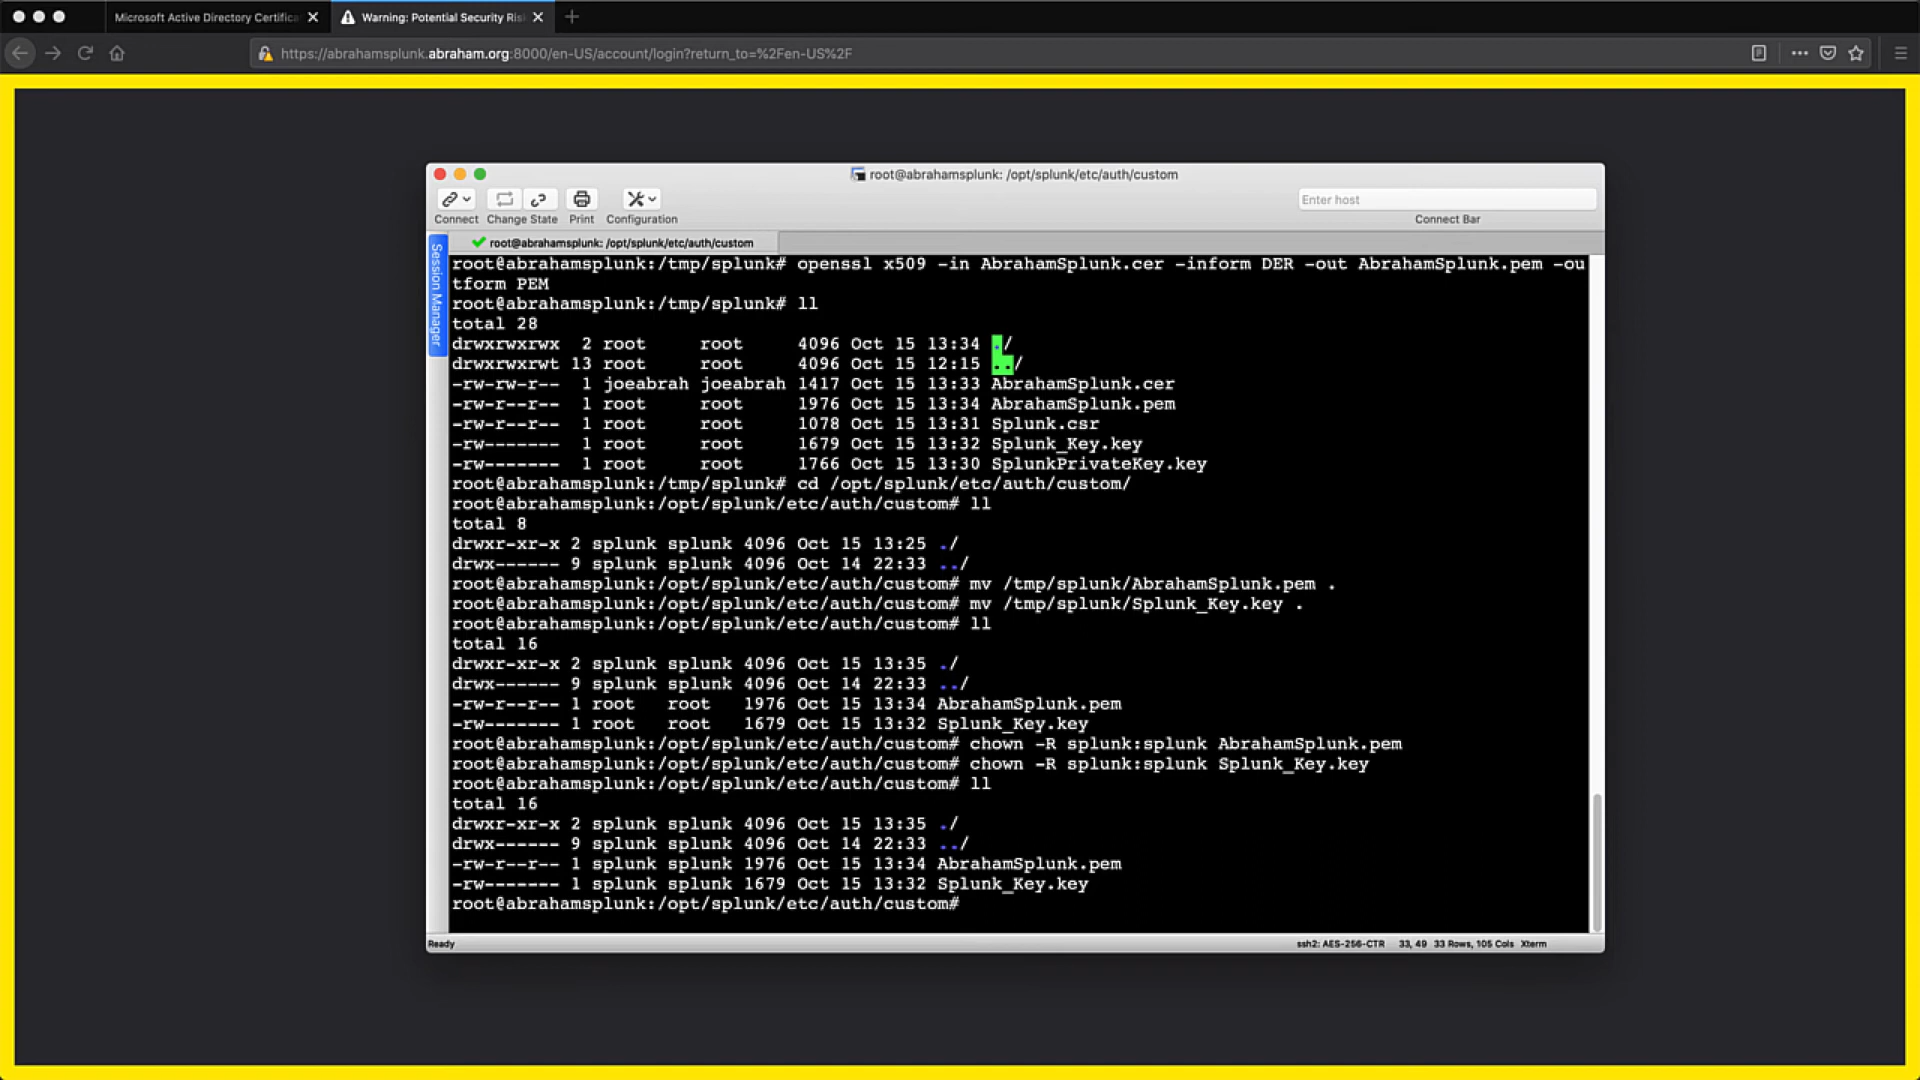 Microsoft Active Directory Certifica
Warning: Potential Security Ris
https://abrahamsplunk.abraham.org:8000/en-US/account/login?return_to=%2Fen-US%2F
root@abrahamsplunk: /opt/splunk/etc/auth/custom
Enter host
Connect Change State Print Configuration Connect Bar
root@abrahamsplunk: /opt/splunk/etc/auth/custom
Session Manager
root@abrahamsplunk:/tmp/splunk# openssl x509 -in AbrahamSplunk.cer -inform DER -out AbrahamSplunk.pem -ou
tform PEM
root@abrahamsplunk:/tmp/splunk# ll
total 28
drwxrwxrwx 2 root root 4096 Oct 15 13:34 ./
drwxrwxrwt 13 root root 4096 Oct 15 12:15 ../
-rw-rw-r-- 1 joeabrah joeabrah 1417 Oct 15 13:33 AbrahamSplunk.cer
-rw-r--r-- 1 root root 1976 Oct 15 13:34 AbrahamSplunk.pem
-rw-r--r-- 1 root root 1078 Oct 15 13:31 Splunk.csr
-rw------- 1 root root 1679 Oct 15 13:32 Splunk_Key.key
-rw------- 1 root root 1766 Oct 15 13:30 SplunkPrivateKey.key
root@abrahamsplunk:/tmp/splunk# cd /opt/splunk/etc/auth/custom/
root@abrahamsplunk:/opt/splunk/etc/auth/custom# ll
total 8
drwxr-xr-x 2 splunk splunk 4096 Oct 15 13:25 ./
drwx------ 9 splunk splunk 4096 Oct 14 22:33 ../
root@abrahamsplunk:/opt/splunk/etc/auth/custom# mv /tmp/splunk/AbrahamSplunk.pem .
root@abrahamsplunk:/opt/splunk/etc/auth/custom# mv /tmp/splunk/Splunk_Key.key .
root@abrahamsplunk:/opt/splunk/etc/auth/custom# ll
total 16
drwxr-xr-x 2 splunk splunk 4096 Oct 15 13:35 ./
drwx------ 9 splunk splunk 4096 Oct 14 22:33 ../
-rw-r--r-- 1 root root 1976 Oct 15 13:34 AbrahamSplunk.pem
-rw------- 1 root root 1679 Oct 15 13:32 Splunk_Key.key
root@abrahamsplunk:/opt/splunk/etc/auth/custom# chown -R splunk:splunk AbrahamSplunk.pem
root@abrahamsplunk:/opt/splunk/etc/auth/custom# chown -R splunk:splunk Splunk_Key.key
root@abrahamsplunk:/opt/splunk/etc/auth/custom# ll
total 16
drwxr-xr-x 2 splunk splunk 4096 Oct 15 13:35 ./
drwx------ 9 splunk splunk 4096 Oct 14 22:33 ../
-rw-r--r-- 1 splunk splunk 1976 Oct 15 13:34 AbrahamSplunk.pem
-rw------- 1 splunk splunk 1679 Oct 15 13:32 Splunk_Key.key
root@abrahamsplunk:/opt/splunk/etc/auth/custom#
Ready ssh2: AES-256-CTR 33, 49 33 Rows, 105 Cols Xterm